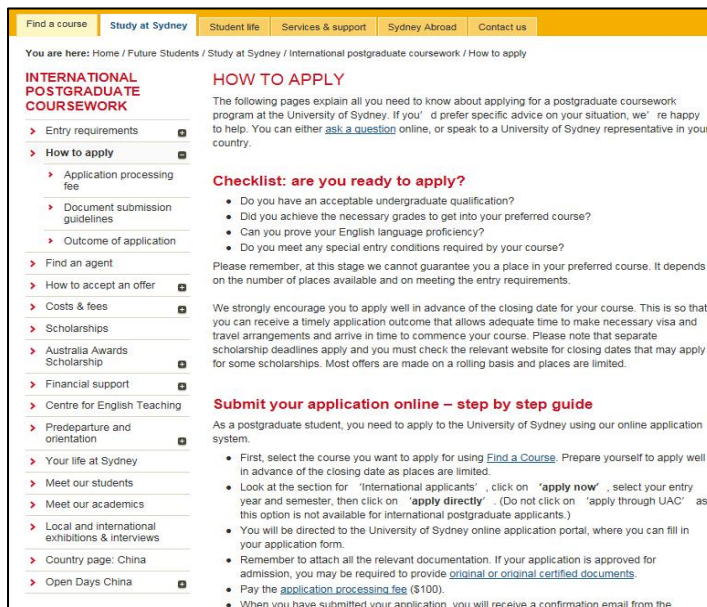 Find a course
Study at Sydney
Student life
Services & support
Sydney Abroad
Contact us
You are here: Home / Future Students / Study at Sydney / International postgraduate coursework / How to apply
INTERNATIONAL
POSTGRADUATE
COURSEWORK
Entry requirements
How to apply
Application processing
fee
Document submission
guidelines
Outcome of application
Find an agent
How to accept an offer
Costs & fees
Scholarships
Australia Awards
Scholarship
Financial support
Centre for English Teaching
Predeparture and
orientation
Your life at Sydney
Meet our students
Meet our academics
Local and international
exhibitions & interviews
Country page: China
Open Days China
HOW TO APPLY
The following pages explain all you need to know about applying for a postgraduate coursework
program at the University of Sydney. If you' d prefer specific advice on your situation, we' re happy
to help. You can either ask a question online, or speak to a University of Sydney representative in your
country.
Checklist: are you ready to apply?
• Do you have an acceptable undergraduate qualification?
• Did you achieve the necessary grades to get into your preferred course?
• Can you prove your English language proficiency?
• Do you meet any special entry conditions required by your course?
Please remember, at this stage we cannot guarantee you a place in your preferred course. It depends
on the number of places available and on meeting the entry requirements.
We strongly encourage you to apply well in advance of the closing date for your course. This is so that
you can receive a timely application outcome that allows adequate time to make necessary visa and
travel arrangements and arrive in time to commence your course. Please note that separate
scholarship deadlines apply and you must check the relevant website for closing dates that may apply
for some scholarships. Most offers are made on a rolling basis and places are limited.
Submit your application online – step by step guide
As a postgraduate student, you need to apply to the University of Sydney using our online application
system.
• First, select the course you want to apply for using Find a Course. Prepare yourself to apply well
in advance of the closing date as places are limited.
• Look at the section for 'International applicants' , click on 'apply now' , select your entry
year and semester, then click on 'apply directly' . (Do not click on 'apply through UAC' as
this option is not available for international postgraduate applicants.)
• You will be directed to the University of Sydney online application portal, where you can fill in
your application form.
• Remember to attach all the relevant documentation. If your application is approved for
admission, you may be required to provide original or original certified documents.
• Pay the application processing fee ($100).
• When you have submitted your application, you will receive a confirmation email from the